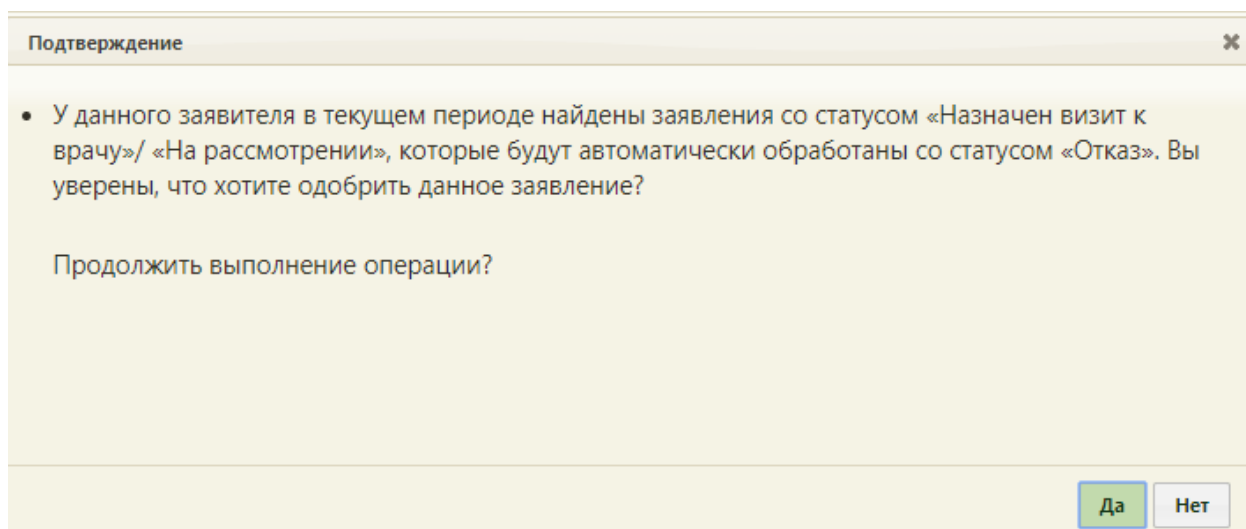 Подтверждение
У данного заявителя в текущем периоде найдены заявления со статусом «Назначен визит к
врачу»/ «На рассмотрении», которые будут автоматически обработаны со статусом «Отказ». Вы
уверены, что хотите одобрить данное заявление?
Продолжить выполнение операции?
Да
Нет